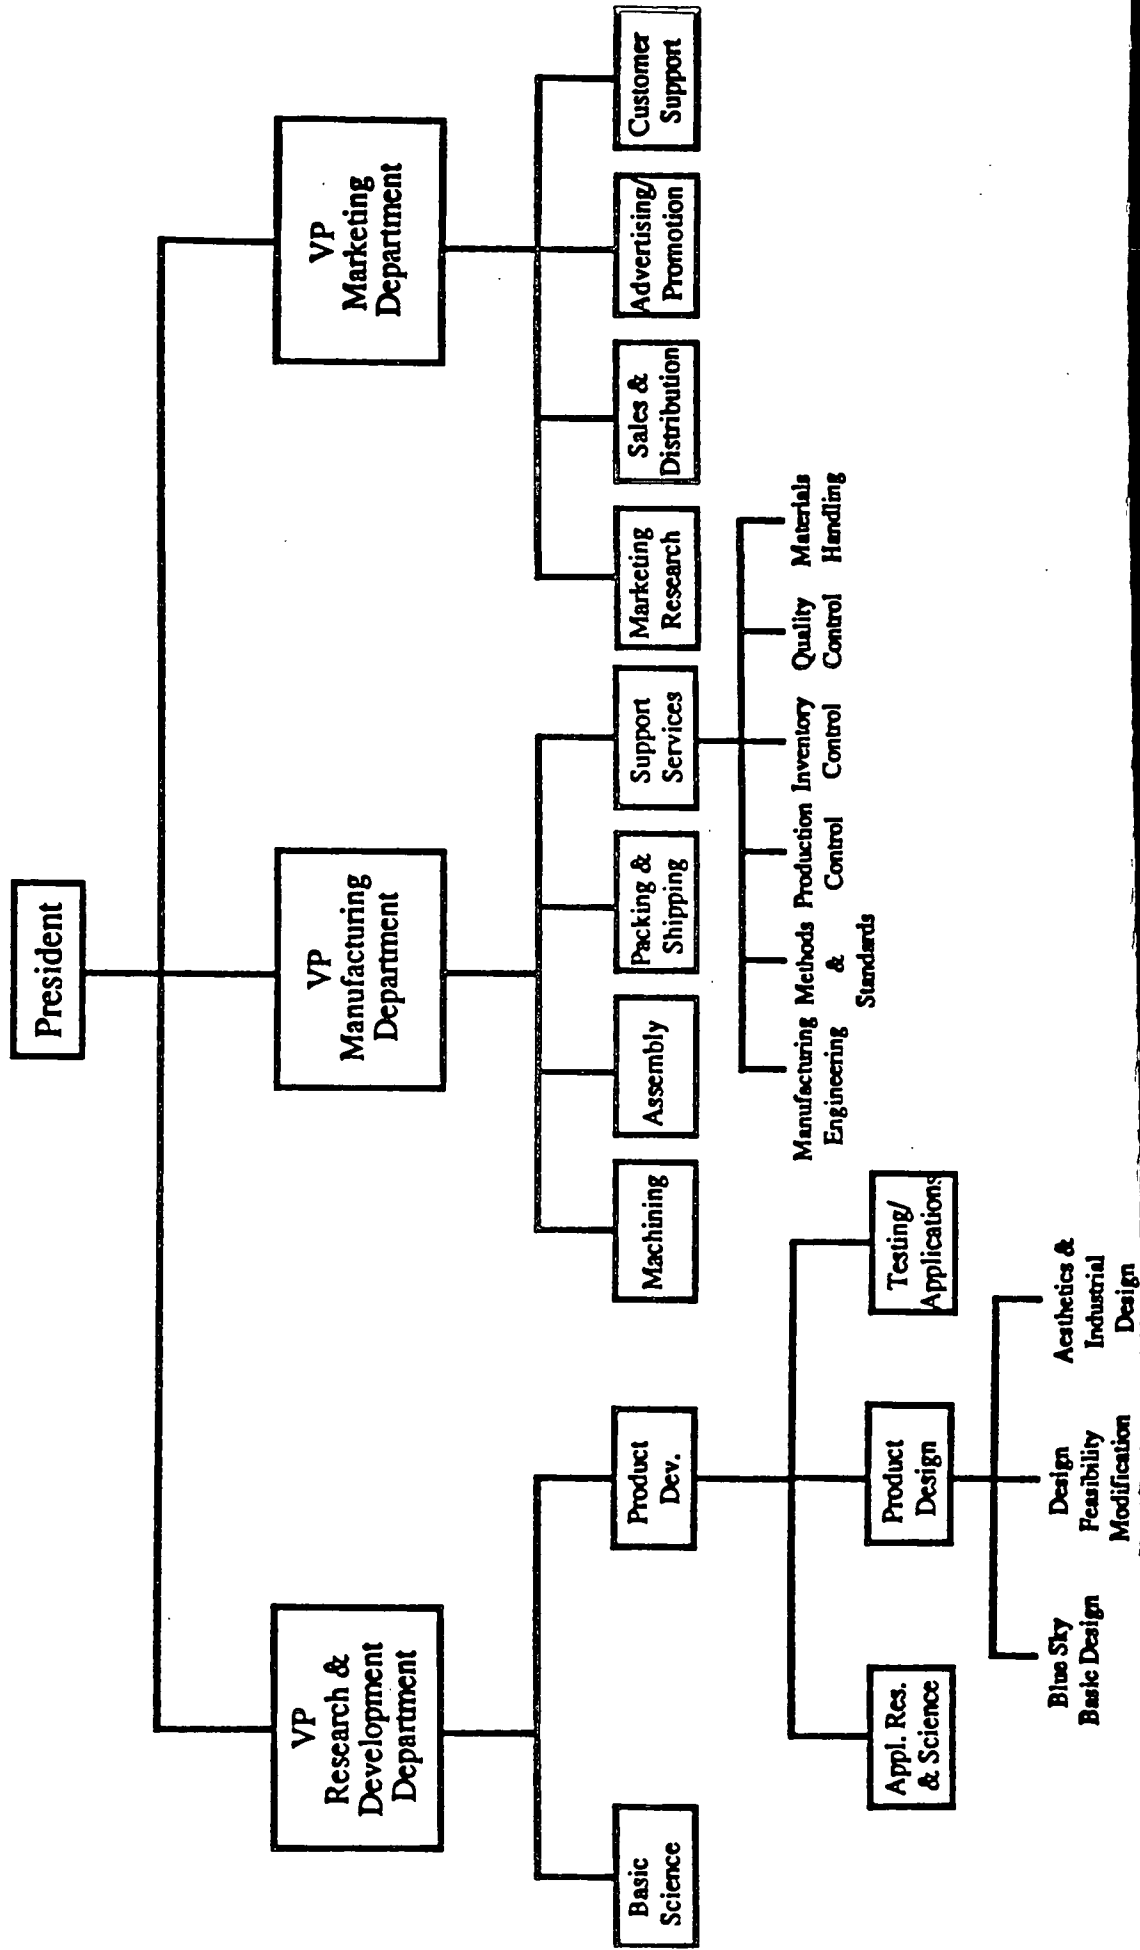 President
VP
Research &
Development
Department
VP
Manufacturing
Department
VP
Marketing
Department
Basic
Science
Product
Dev.
Machining
Assembly
Packing &
Shipping
Support
Services
Marketing
Research
Sales &
Distribution
Advertising/
Promotion
Customer
Support
Appl. Res.
& Science
Product
Design
Testing/
Applications
Manufacturing
Engineering
Methods
&
Standards
Production
Control
Inventory
Control
Quality
Control
Materials
Handling
Blue Sky
Basic Design
Design
Feasibility
Modification
Aesthetics &
Industrial
Design